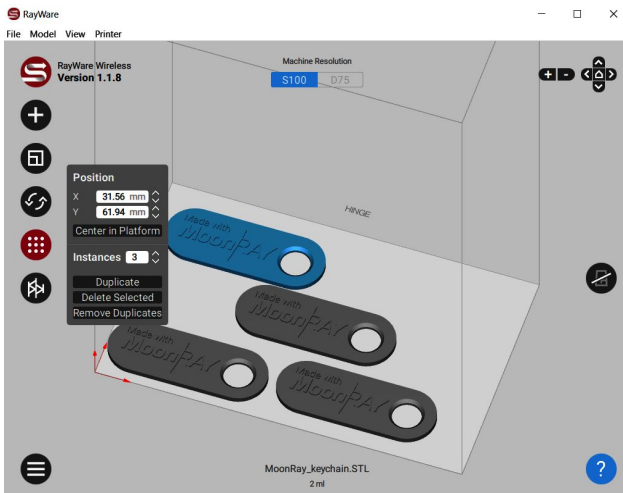 RayWare
File Model View Printer
RayWare Wireless
Version 1.1.8
Machine Resolution
S100 D75
Position
X 31.56 mm
Y 61.94 mm
Center in Platform
Instances 3
Duplicate
Delete Selected
Remove Duplicates
HINGE
Made with
MoonRAY
Made with
MoonRAY
Made with
MoonRAY
Made with
MoonRAY
MoonRay_keychain.STL
2 ml
?